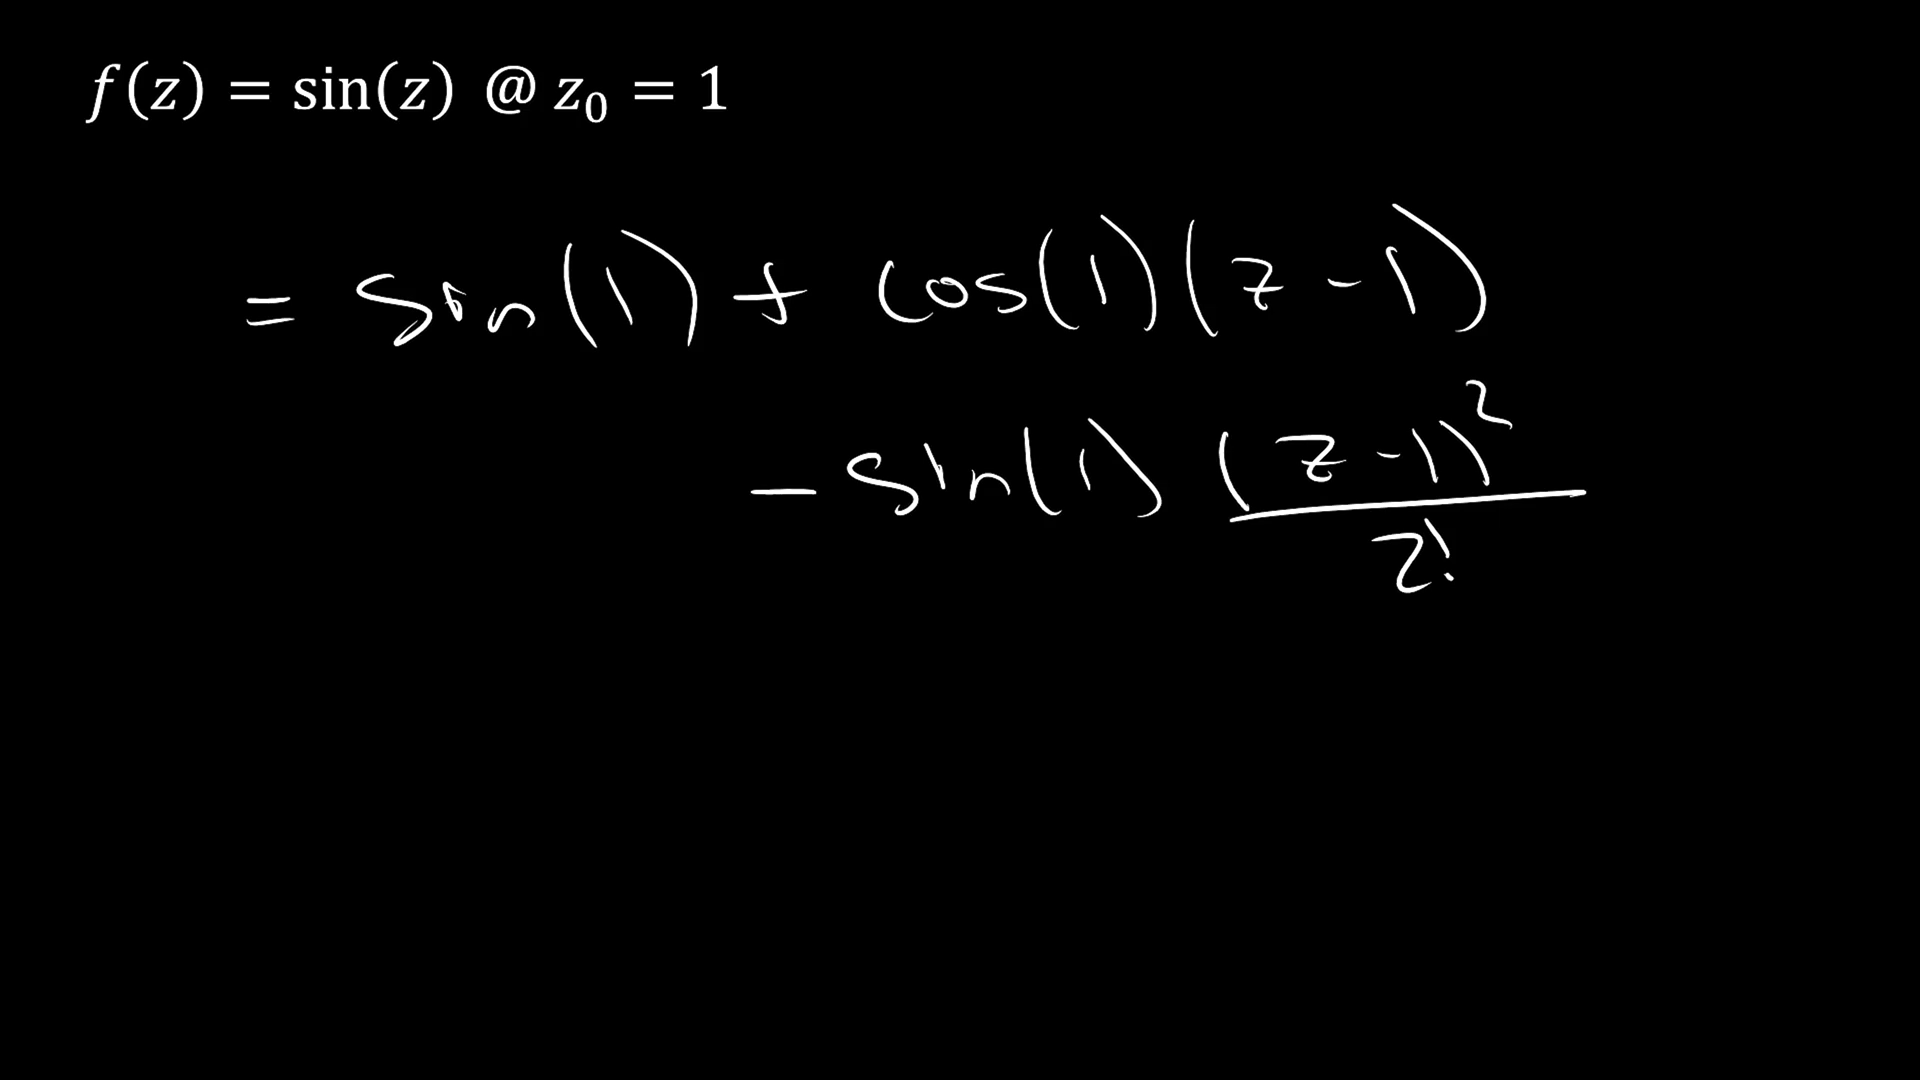 f(z) = sin(z) @ z₀ = 1
= sin(1) + cos(1)(z - 1)
- sin(1) (z - 1)²
2!